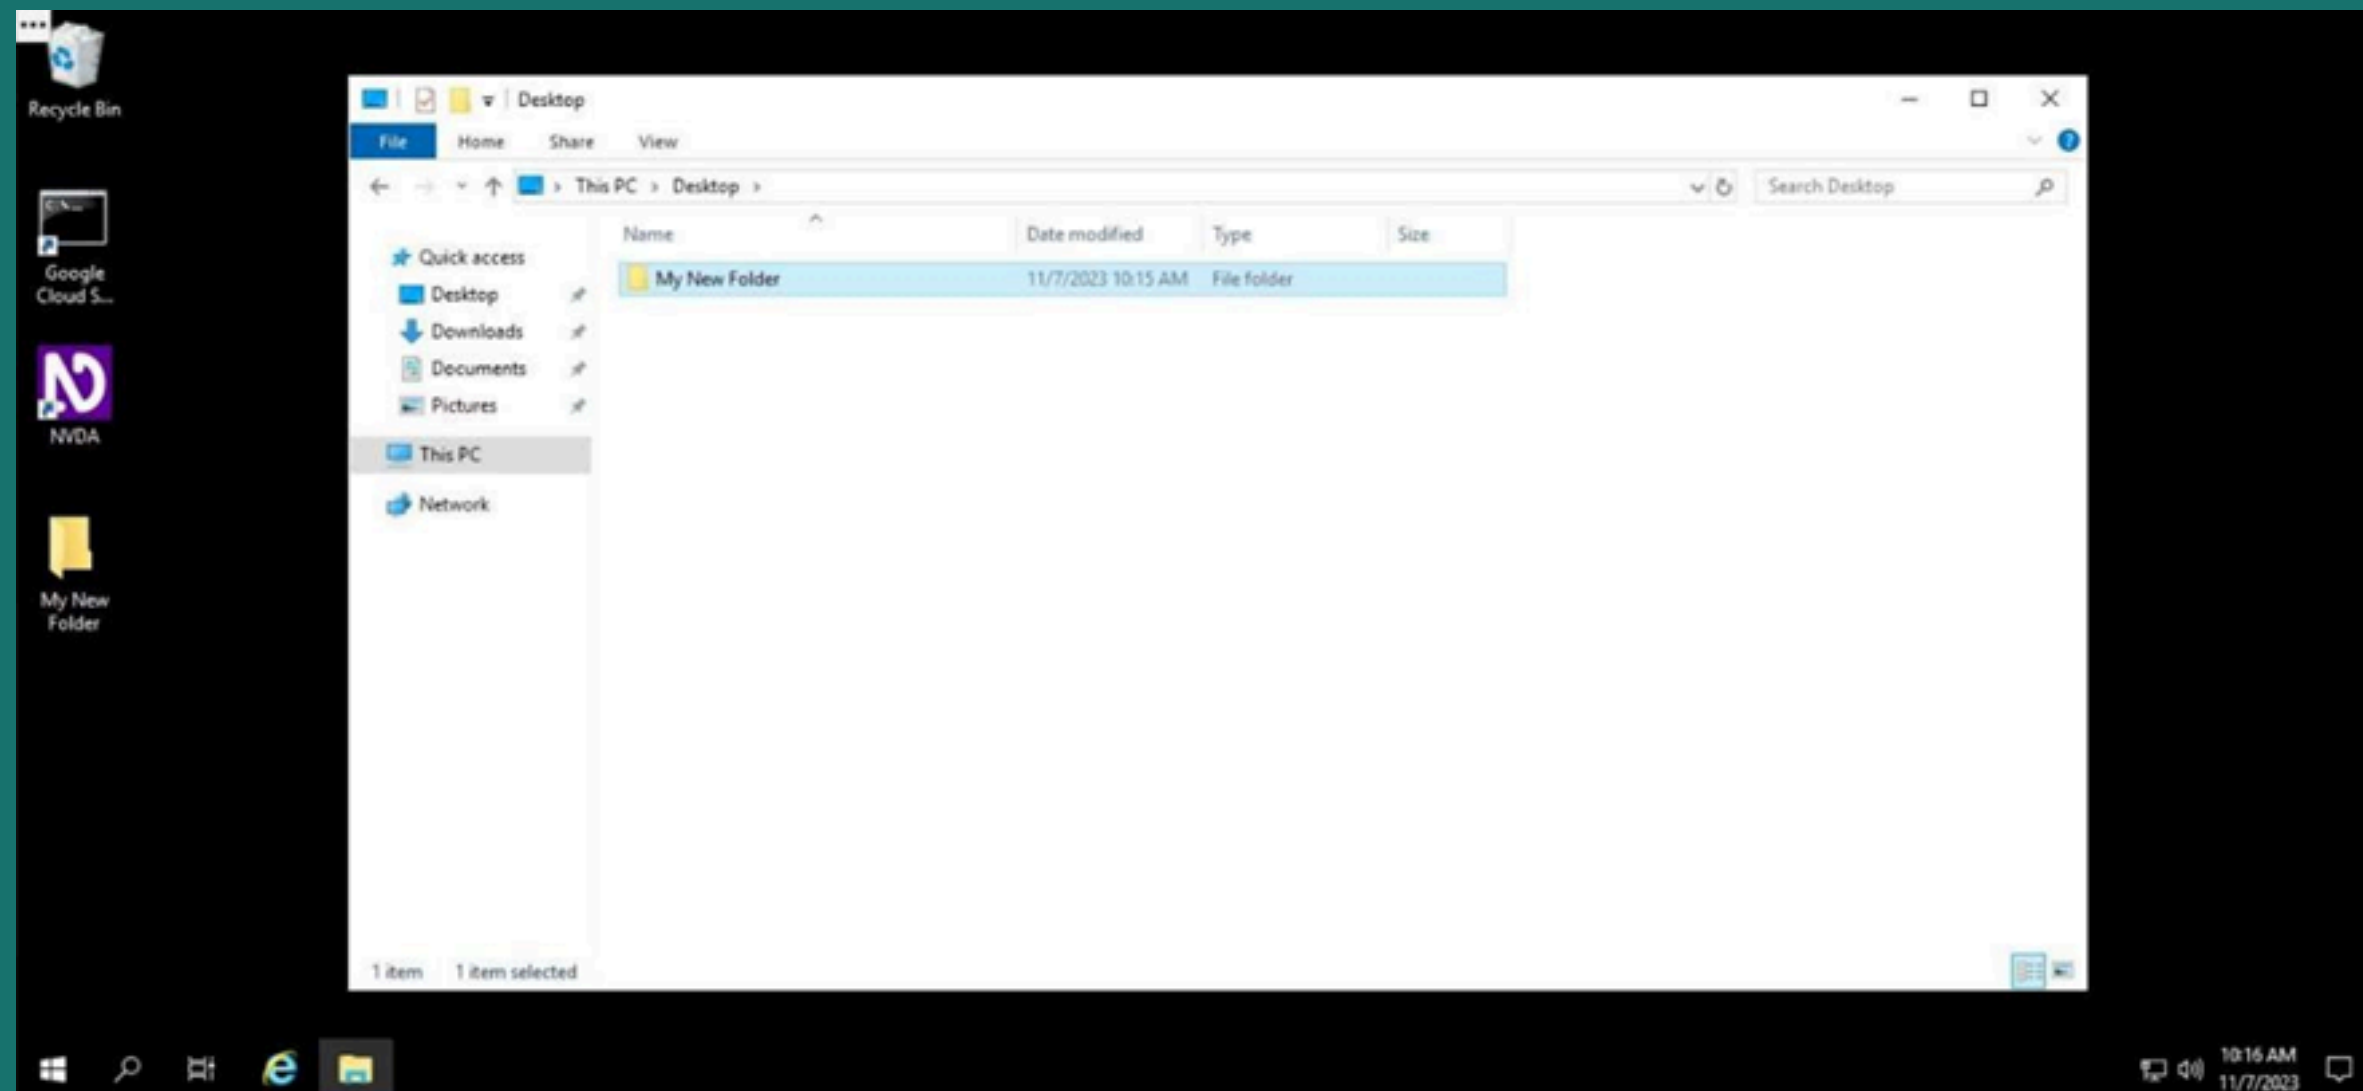 Recycle Bin
Google
Cloud S...
NVDA
My New
Folder
Desktop
File Home Share View
This PC > Desktop >
Search Desktop
Name Date modified Type Size
My New Folder 11/7/2023 10:15 AM File folder
Quick access
Desktop
Downloads
Documents
Pictures
This PC
Network
1 item 1 item selected
10:16 AM
11/7/2023